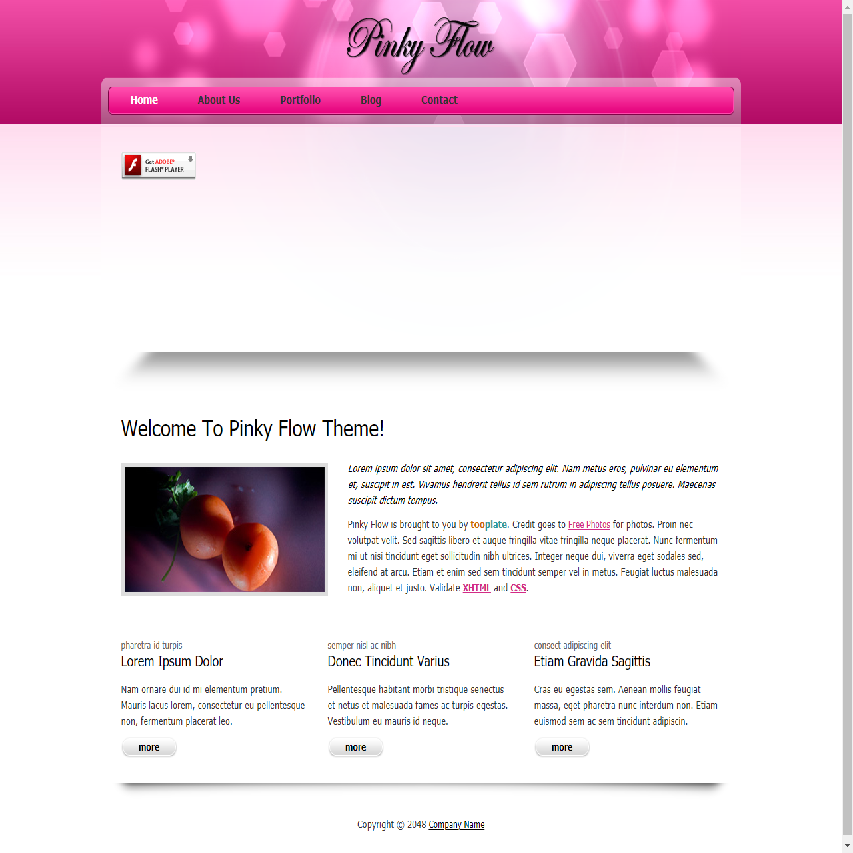 Pinky Flow
Home About Us Portfolio Blog Contact
Get ADOBE®
FLASH® PLAYER
Welcome To Pinky Flow Theme!
Lorem ipsum dolor sit amet, consectetur adipiscing elit. Nam metus eros, pulvinar eu elementum
et, suscipit in est. Vivamus hendrerit tellus id sem rutrum in adipiscing tellus posuere. Maecenas
suscipit dictum tempus.
Pinky Flow is brought to you by tooplate. Credit goes to Free Photos for photos. Proin nec
volutpat velit. Sed sagittis libero et augue fringilla vitae fringilla neque placerat. Nunc fermentum
mi ut nisi tincidunt eget sollicitudin nibh ultrices. Integer neque dui, viverra eget sodales sed,
eleifend at arcu. Etiam et enim sed sem tincidunt semper vel in metus. Feugiat luctus malesuada
non, aliquet et justo. Validate XHTML and CSS.
pharetra id turpis
Lorem Ipsum Dolor
Nam ornare dui id mi elementum pretium.
Mauris lacus lorem, consectetur eu pellentesque
non, fermentum placerat leo.
more
semper nisl ac nibh
Donec Tincidunt Varius
Pellentesque habitant morbi tristique senectus
et netus et malesuada fames ac turpis egestas.
Vestibulum eu mauris id neque.
more
consect adipiscing elit
Etiam Gravida Sagittis
Cras eu egestas sem. Aenean mollis feugiat
massa, eget pharetra nunc interdum non. Etiam
euismod sem ac sem tincidunt adipiscin.
more
Copyright © 2048 Company Name